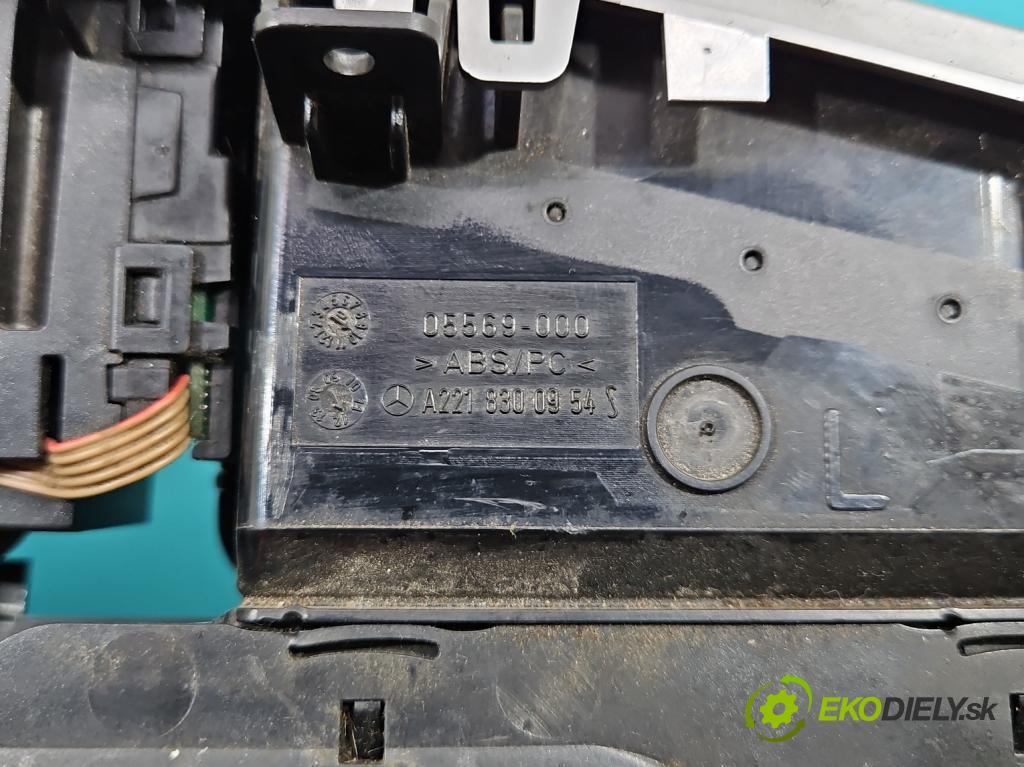 05569-000
>ABS/PC<
A221 830 09 54
L
EKODIELY.sk